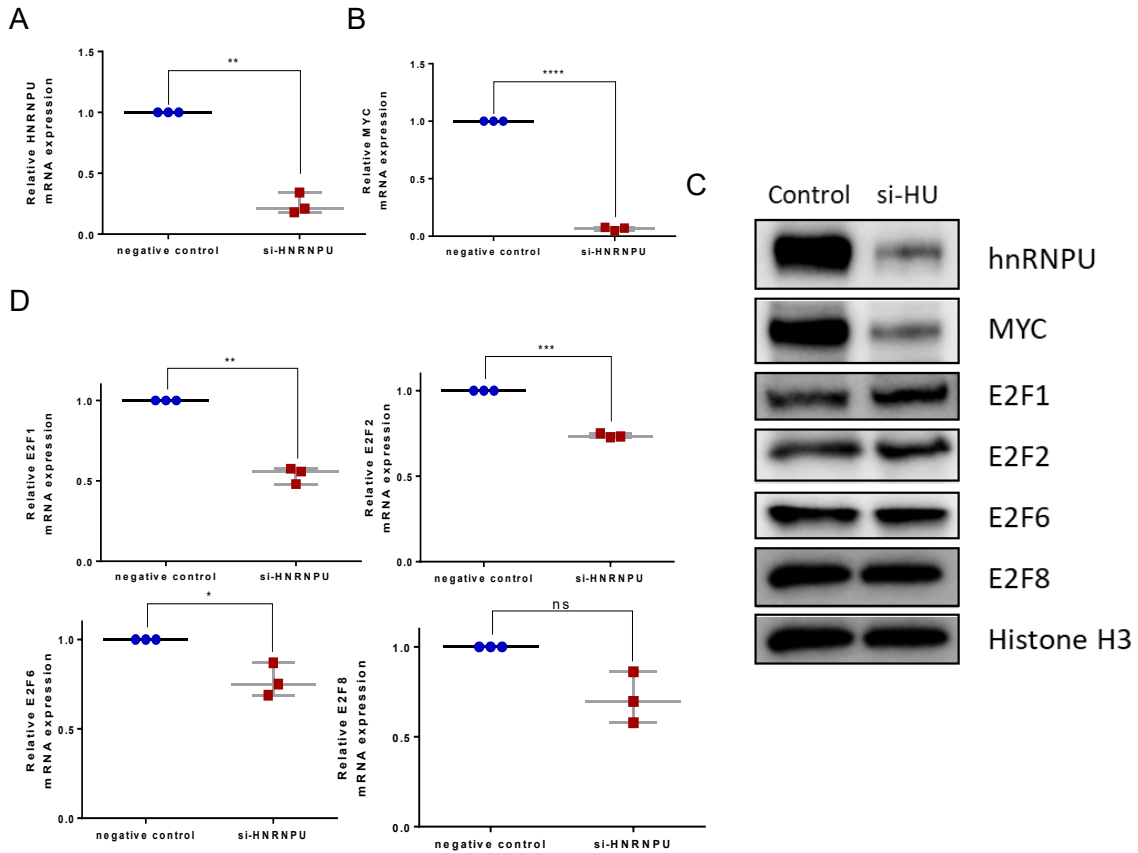 A
Relative HNRNPU
mRNA expression
1.5
1.0
0.5
0.0
**
negative control
si-HNRNPU
B
Relative MYC
mRNA expression
1.5
1.0
0.5
0.0
****
negative control
si-HNRNPU
C
Control
si-HU
hnRNPU
MYC
E2F1
E2F2
E2F6
E2F8
Histone H3
D
Relative E2F1
mRNA expression
1.0
0.5
0.0
**
negative control
si-HNRNPU
Relative E2F2
mRNA expression
1.0
0.5
0.0
***
negative control
si-HNRNPU
Relative E2F6
mRNA expression
1.0
0.5
0.0
*
negative control
si-HNRNPU
Relative E2F8
mRNA expression
1.0
0.5
0.0
ns
negative control
si-HNRNPU